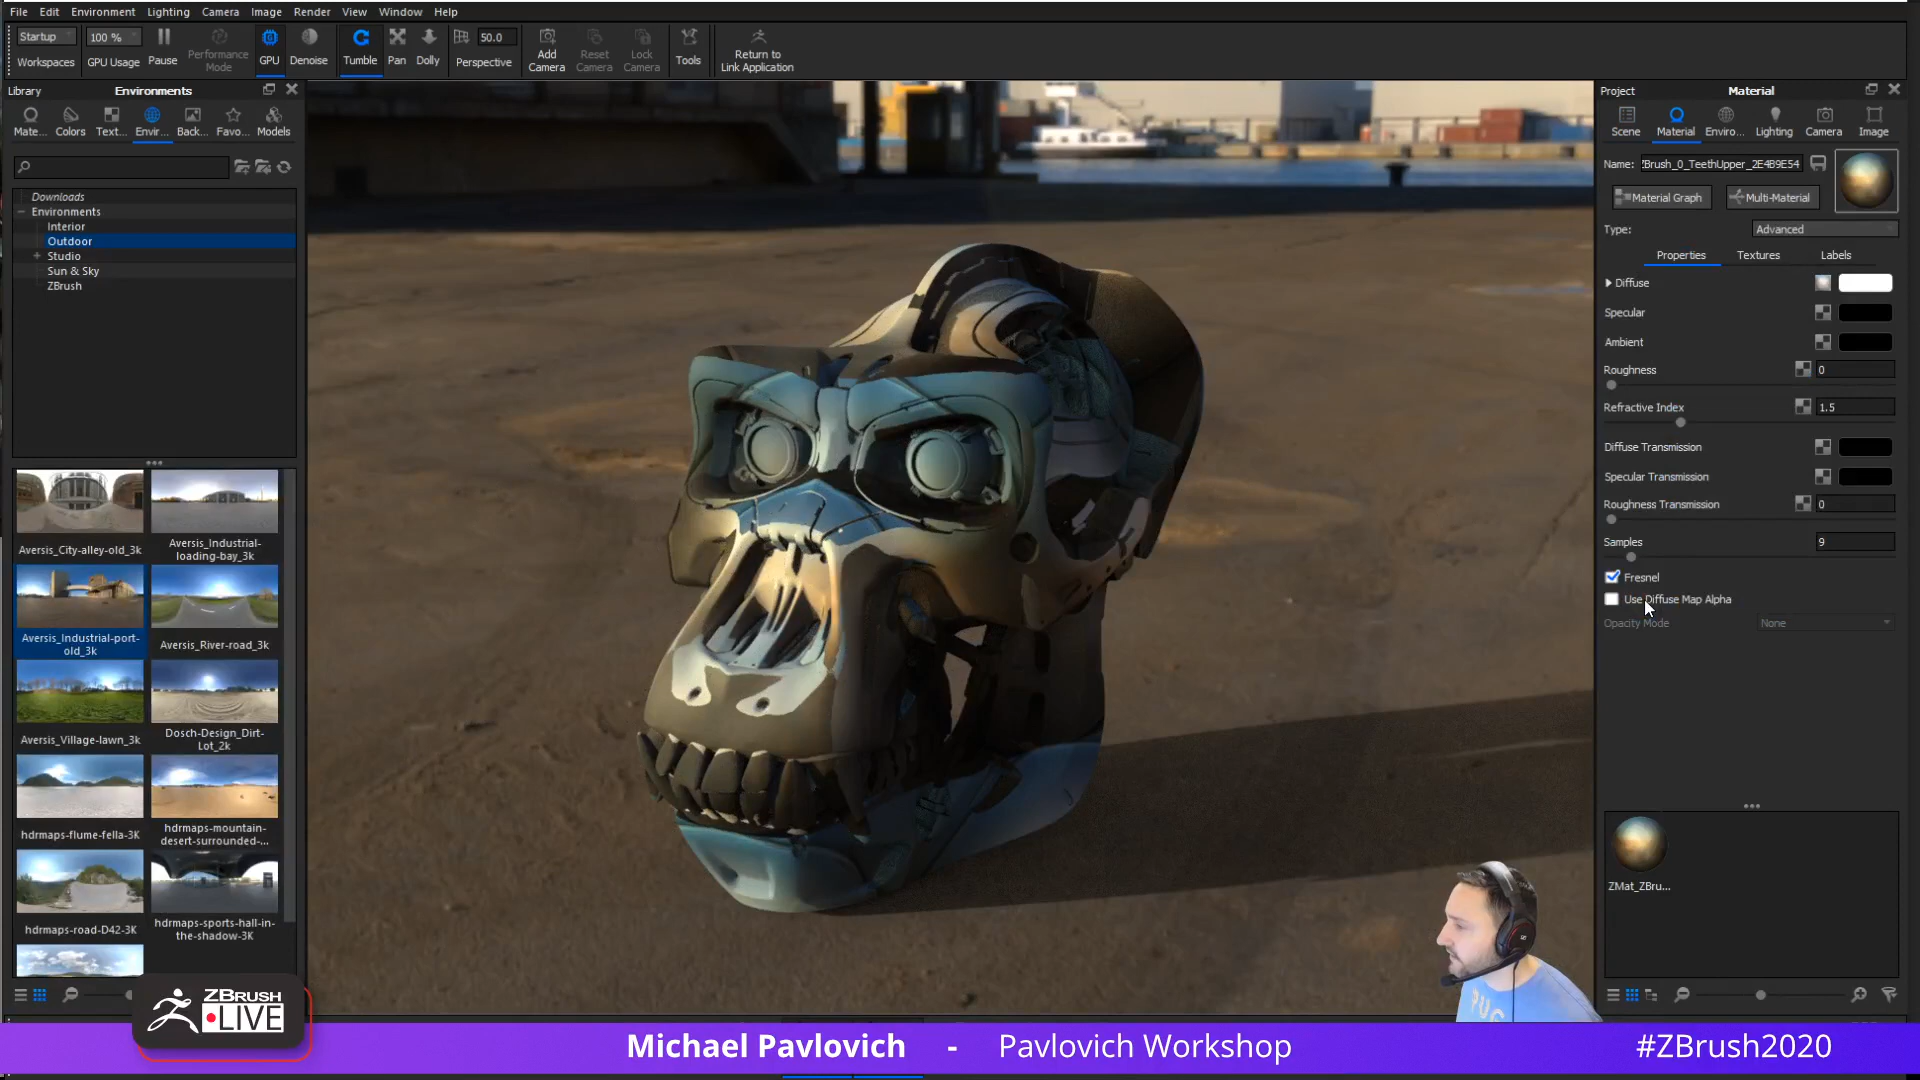 File Edit Environment Lighting Camera Image Render View Window Help
Startup 100 % 50.0
Workspaces GPU Usage Pause Performance Mode GPU Denoise Tumble Pan Dolly Perspective Add Camera Reset Camera Lock Camera Tools Return to Link Application
Library Environments
Mate... Colors Text... Envir... Back... Favo... Models
Downloads
Environments
Interior
Outdoor
Studio
Sun & Sky
ZBrush
Aversis_City-alley-old_3k
Aversis_Industrial-loading-bay_3k
Aversis_Industrial-port-old_3k
Aversis_River-road_3k
Aversis_Village-lawn_3k
Dosch-Design_Dirt-Lot_2k
hdrmaps-flume-fella-3K
hdrmaps-mountain-desert-surrounded-...
hdrmaps-road-D42-3K
hdrmaps-sports-hall-in-the-shadow-3K
Project Material
Scene Material Enviro... Lighting Camera Image
Name: ZBrush_0_TeethUpper_2E4B9E54
Material Graph Multi-Material
Type: Advanced
Properties Textures Labels
Diffuse
Specular
Ambient
Roughness 0
Refractive Index 1.5
Diffuse Transmission
Specular Transmission
Roughness Transmission 0
Samples 9
Fresnel
Use Diffuse Map Alpha
Opacity Mode None
ZMat_ZBru...
PUG
ZBRUSH
LIVE
Michael Pavlovich - Pavlovich Workshop #ZBrush2020